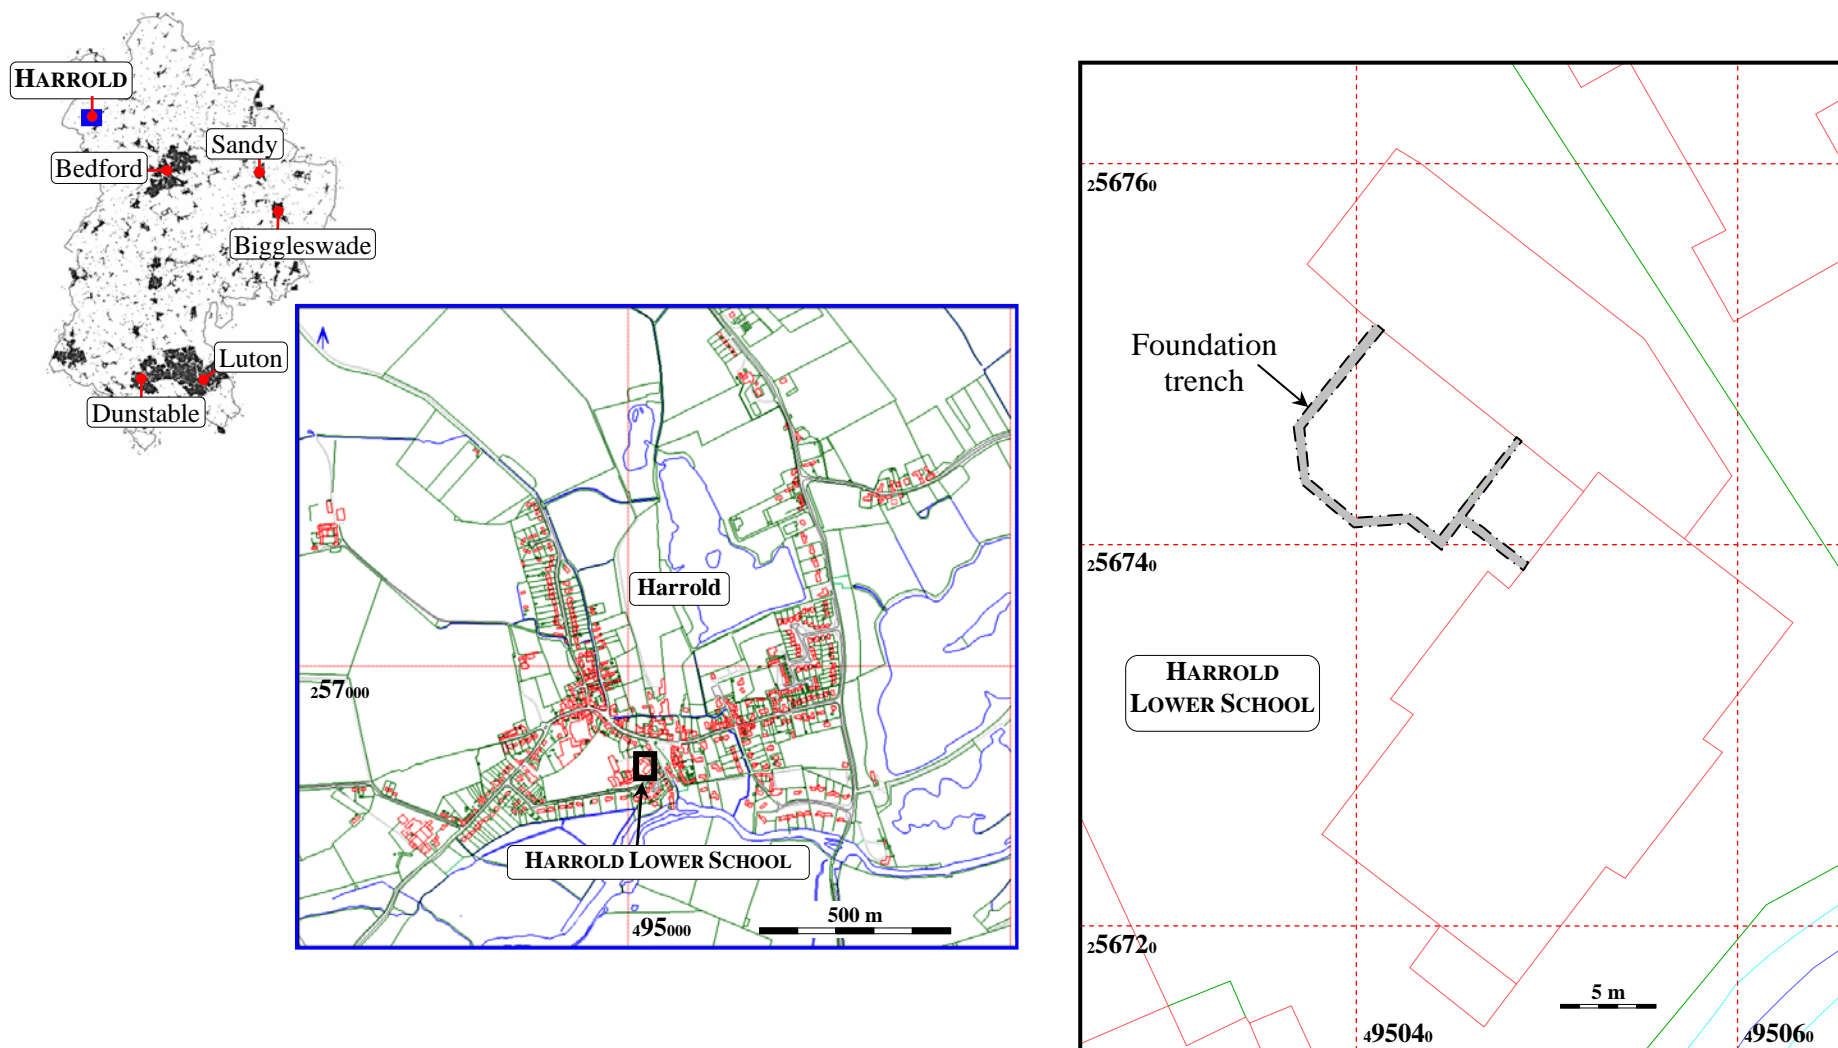 HARROLD
Sandy
Bedford
Biggleswade
Luton
Dunstable
Harrold
257000
HARROLD LOWER SCHOOL
495000
500 m
256760
Foundation
trench
256740
HARROLD
LOWER SCHOOL
256720
5 m
495040
495060